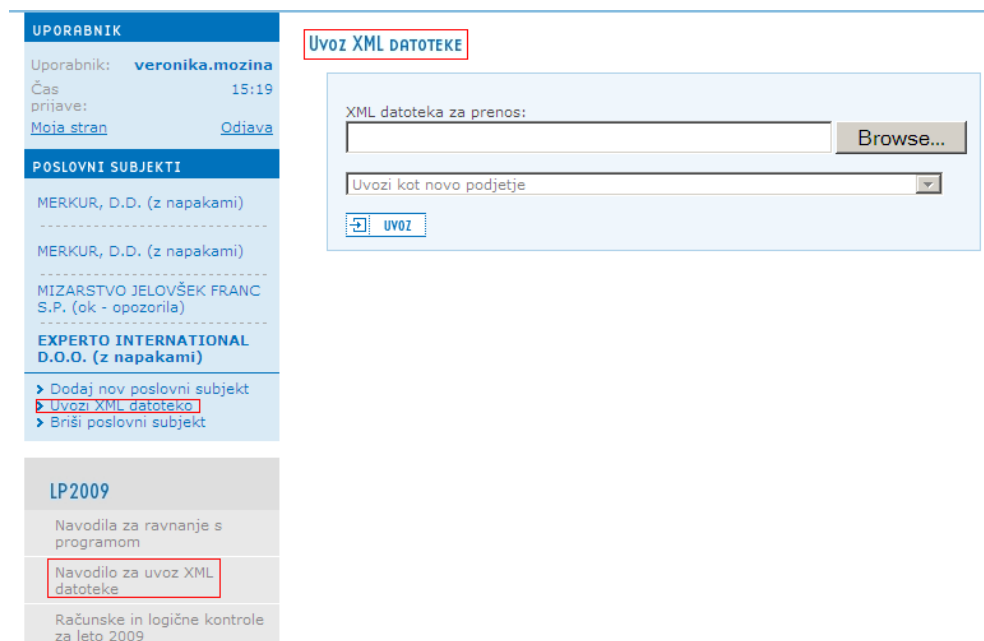 UPORABNIK
Uporabnik: veronika.mozina
Čas prijave: 15:19
Moja stran Odjava
POSLOVNI SUBJEKTI
MERKUR, D.D. (z napakami)
MERKUR, D.D. (z napakami)
MIZARSTVO JELOVŠEK FRANC
S.P. (ok - opozorila)
EXPERTO INTERNATIONAL
D.O.O. (z napakami)
Dodaj nov poslovni subjekt
Uvozi XML datoteko
Briši poslovni subjekt
LP2009
Navodila za ravnanje s
programom
Navodilo za uvoz XML
datoteke
Računske in logične kontrole
za leto 2009
UVOZ XML DATOTEKE
XML datoteka za prenos:
Browse...
Uvozi kot novo podjetje
UVOZ